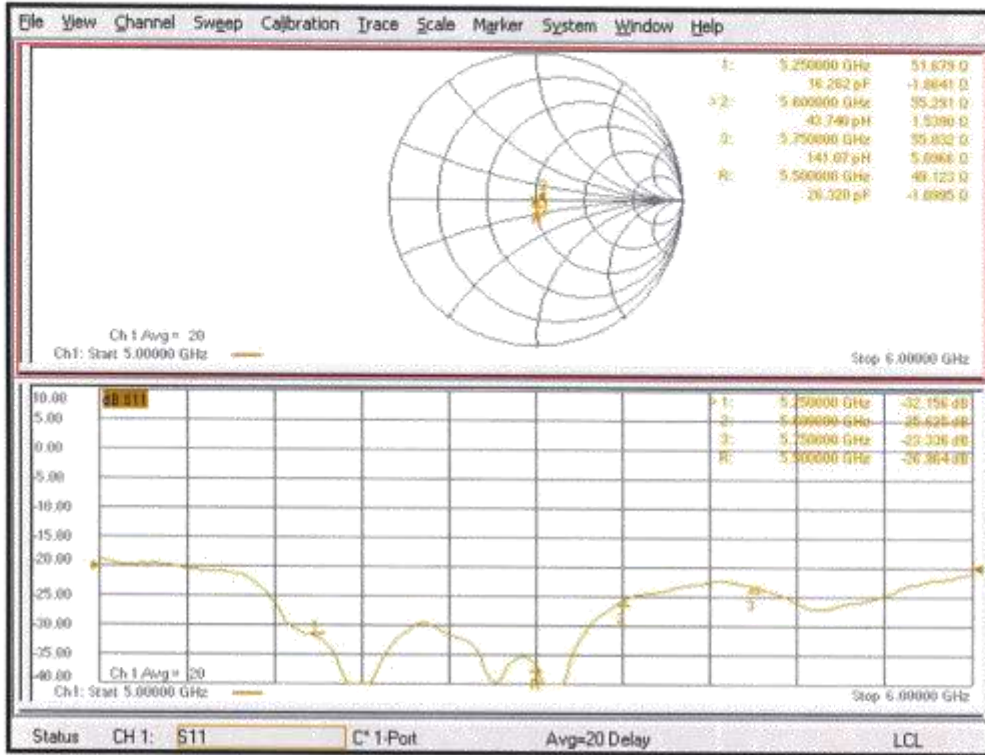 File View Channel Sweep Calibration Trace Scale Marker System Window Help
1: 5.250000 GHz 51.679 Ω
16.262 pF -1.8641 Ω
> 2: 5.600000 GHz 55.291 Ω
43.740 pH 1.5390 Ω
3: 5.750000 GHz 55.832 Ω
141.07 pH 5.0966 Ω
R: 5.500000 GHz 49.123 Ω
26.320 pF
Ch 1 Avg = 20
Ch1: Start 5.00000 GHz
Stop 6.00000 GHz
10.00
dB S11
5.00
0.00
-5.00
-10.00
-15.00
-20.00
-25.00
-30.00
-35.00
-40.00
> 1: 5.250000 GHz -32.156 dB
2: 5.600000 GHz -25.625 dB
3: 5.750000 GHz -23.336 dB
R: 5.500000 GHz
1
2
3
R
Ch 1 Avg = 20
Ch1: Start 5.00000 GHz
Stop 6.00000 GHz
Status CH 1: S11 C* 1-Port Avg=20 Delay LCL